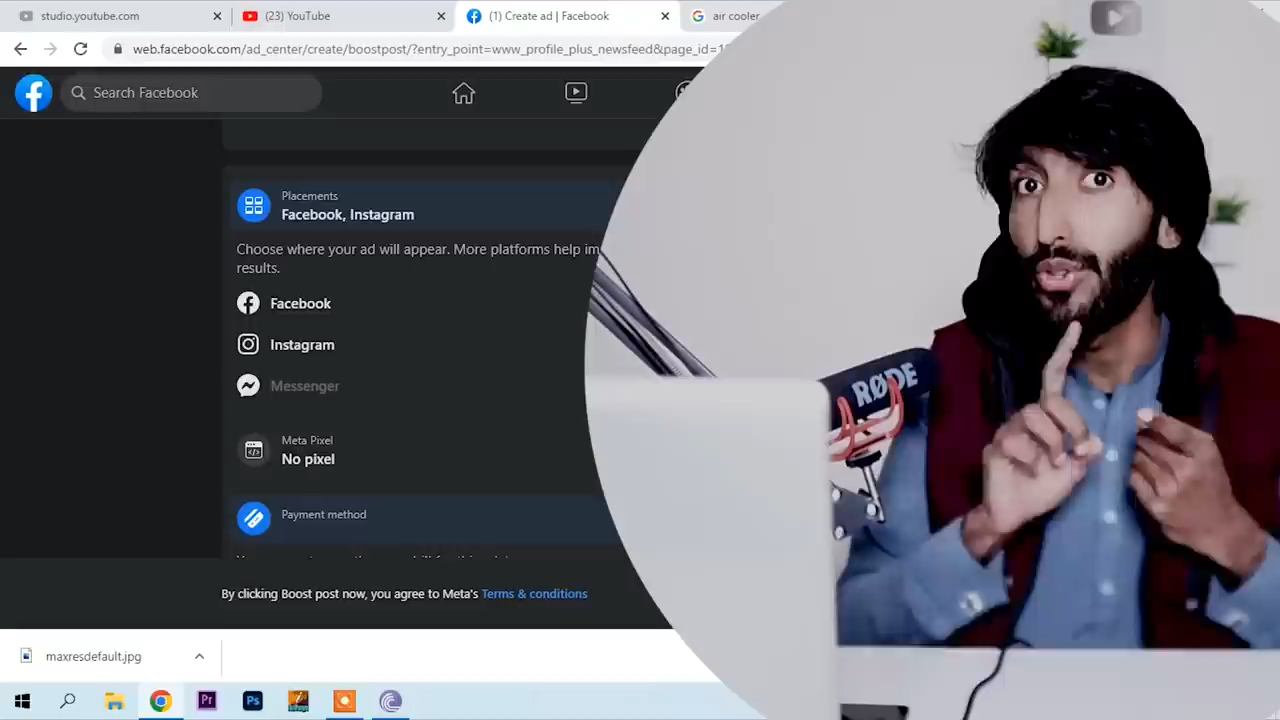 studio.youtube.com
(23) YouTube
(1) Create ad | Facebook
air cooler
web.facebook.com/ad_center/create/boostpost/?entry_point=www_profile_plus_newsfeed&page_id=1
Search Facebook
Placements
Facebook, Instagram
Choose where your ad will appear. More platforms help im
results.
Facebook
Instagram
Messenger
RØDE
Meta Pixel
No pixel
Payment method
By clicking Boost post now, you agree to Meta's Terms & conditions
maxresdefault.jpg
Pr
Ps